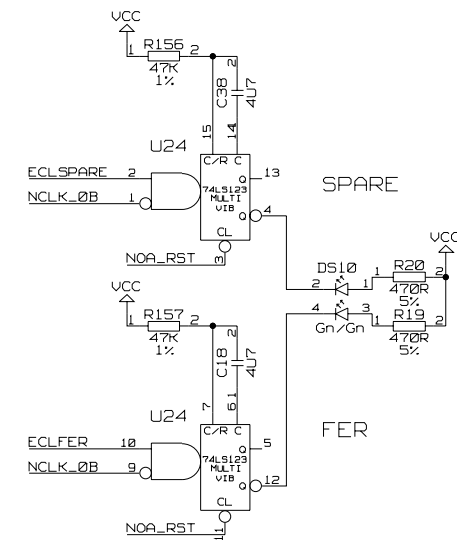 VCC
R156
1 2
47K
1%
2
C38
4U7
15
14
U24
C/R C
ECLSPARE 2
NCLK_0B 1
74LS123
MULTI
VIB
Q 13
Q 4
CL
3
NOA_RST
SPARE
VCC
DS10
2 1
R20
1 2
470R
5%
4 3
Gn/Gn
R19
1 2
470R
5%
VCC
R157
1 2
47K
1%
2
C18
4U7
1
7
6
U24
C/R C
ECLFER 10
NCLK_0B 9
74LS123
MULTI
VIB
Q 5
Q 12
CL
11
NOA_RST
FER